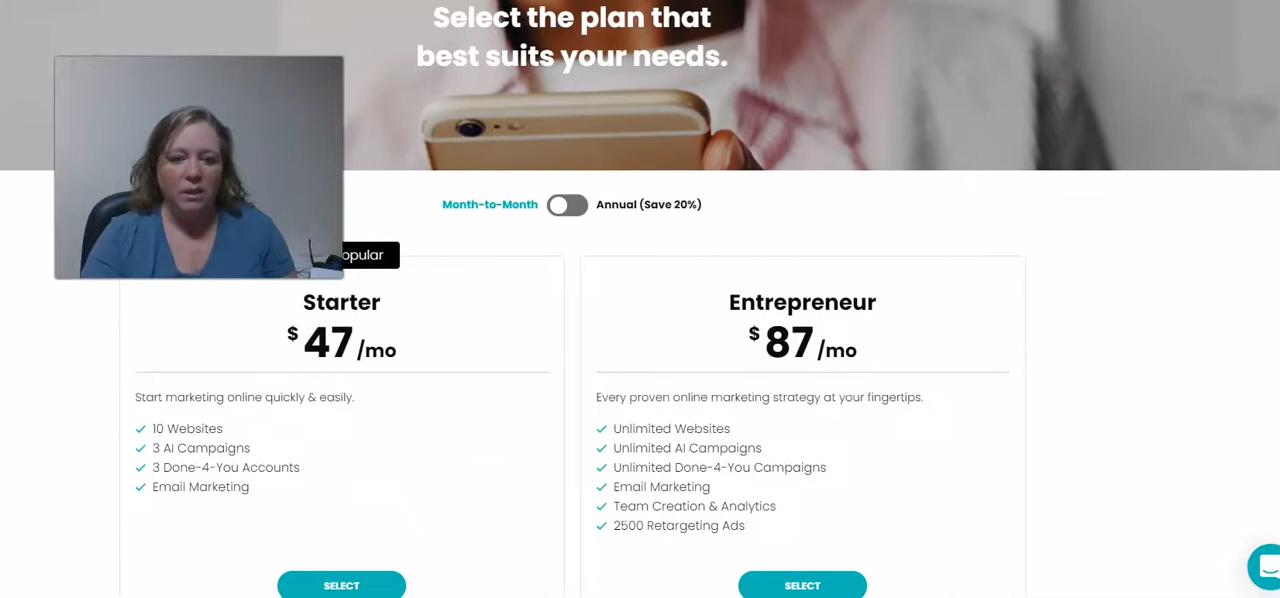 Select the plan that
best suits your needs.
Month-to-Month Annual (Save 20%)
Starter
$47/mo
Start marketing online quickly & easily.
10 Websites
3 AI Campaigns
3 Done-4-You Accounts
Email Marketing
SELECT
Entrepreneur
$87/mo
Every proven online marketing strategy at your fingertips.
Unlimited Websites
Unlimited AI Campaigns
Unlimited Done-4-You Campaigns
Email Marketing
Team Creation & Analytics
2500 Retargeting Ads
SELECT